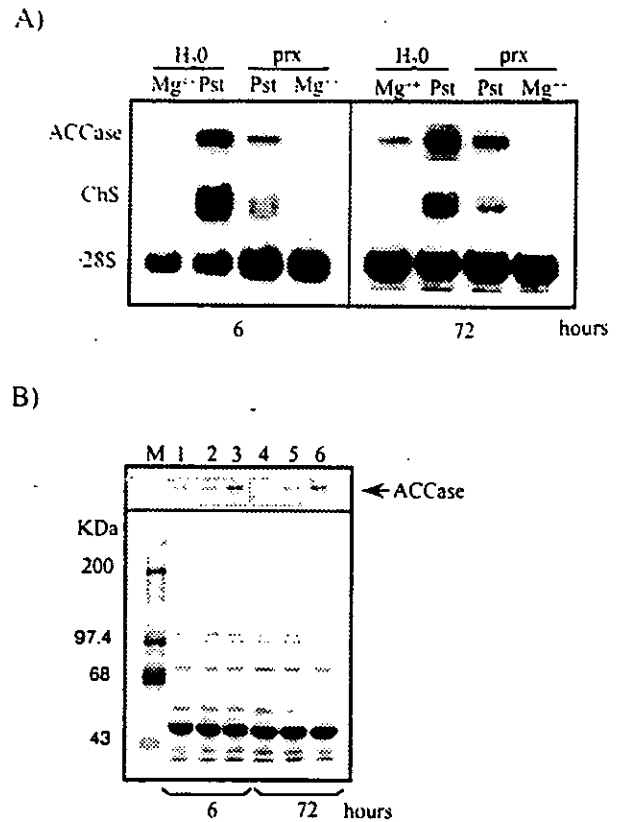 A)
H₂0 prx H₂0 prx
Mg⁺⁺ Pst Pst Mg⁺⁺ Mg⁺⁺ Pst Pst Mg⁺⁺
ACCase
ChS
28S
6 72 hours
B)
M 1 2 3 4 5 6
ACCase
KDa
200
97.4
68
43
6 72 hours